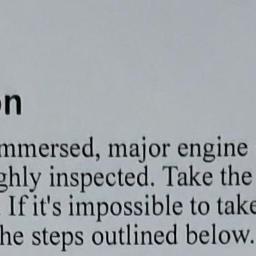 on
mmersed, major engine
ghly inspected. Take the
If it's impossible to take
he steps outlined below.